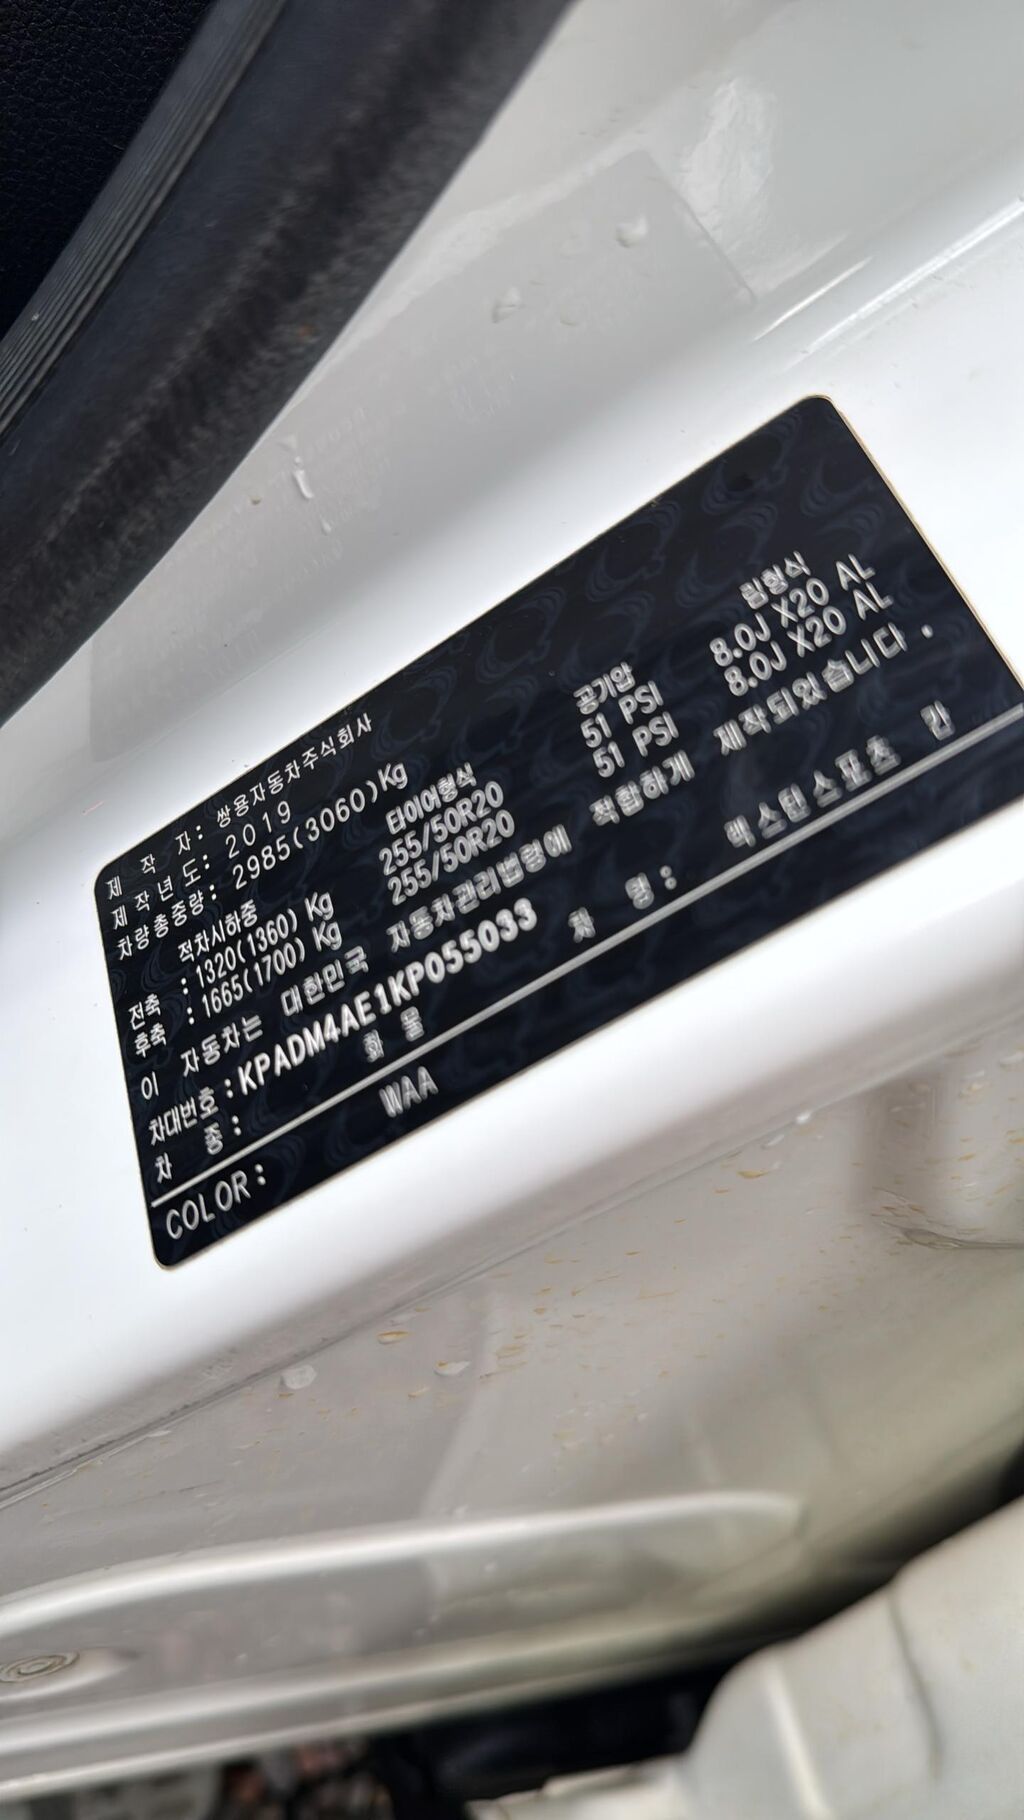 제 작 자: 쌍용자동차주식회사
제 작 년 도: 2019
차량총중량: 2985(3060)Kg
적차시하중 타이어형식 공기압 림형식
전축 : 1320(1360) Kg 255/50R20 51 PSI 8.0J X20 AL
후축 : 1665(1700) Kg 255/50R20 51 PSI 8.0J X20 AL
이 자동차는 대한민국 자동차관리법령에 적합하게 제작되었습니다.
차대번호:KPADM4AE1KP055033
차 종: 화 물 차 명: 렉스턴스포츠 칸
COLOR: WAA